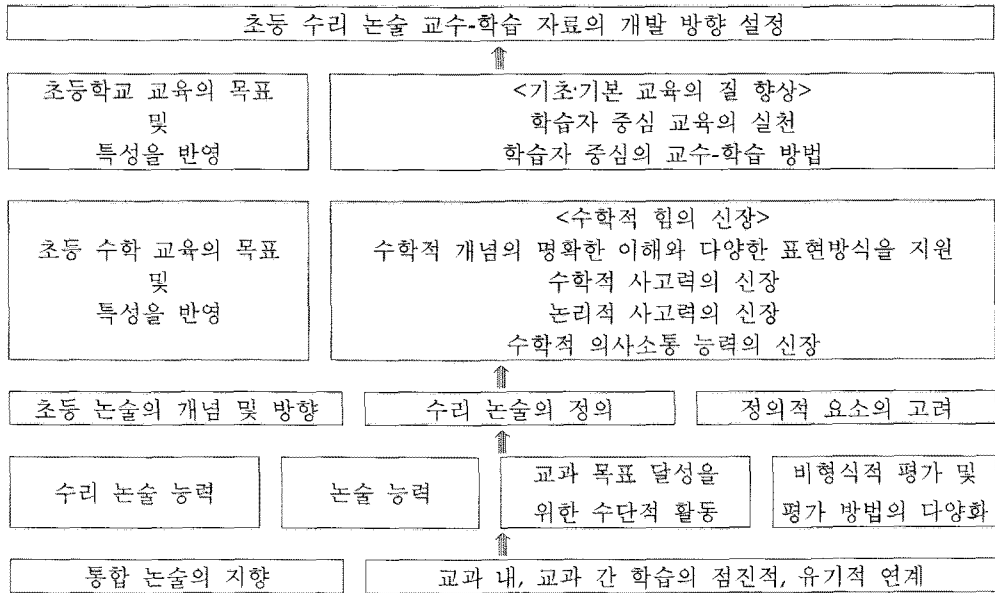 초등 수리 논술 교수-학습 자료의 개발 방향 설정
초등학교 교육의 목표
및
특성을 반영
<기초·기본 교육의 질 향상>
학습자 중심 교육의 실천
학습자 중심의 교수-학습 방법
초등 수학 교육의 목표
및
특성을 반영
<수학적 힘의 신장>
수학적 개념의 명확한 이해와 다양한 표현방식을 지원
수학적 사고력의 신장
논리적 사고력의 신장
수학적 의사소통 능력의 신장
초등 논술의 개념 및 방향
수리 논술의 정의
정의적 요소의 고려
수리 논술 능력
논술 능력
교과 목표 달성을
위한 수단적 활동
비형식적 평가 및
평가 방법의 다양화
통합 논술의 지향
교과 내, 교과 간 학습의 점진적, 유기적 연계